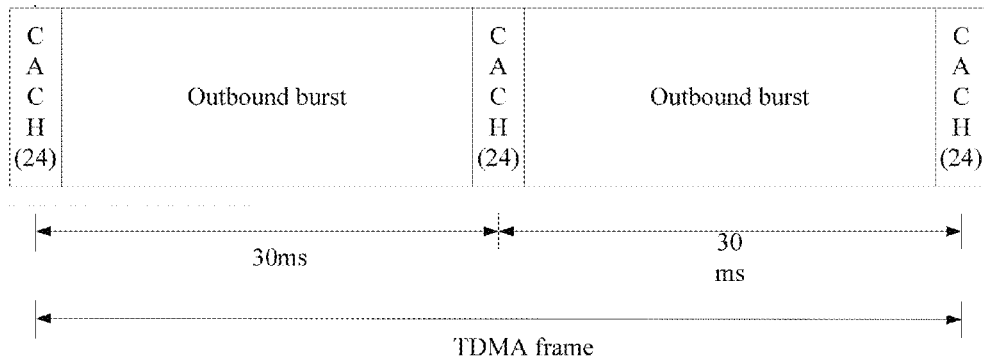 C
A
C
H
(24)
Outbound burst
C
A
C
H
(24)
Outbound burst
C
A
C
H
(24)
30ms
30
ms
TDMA frame